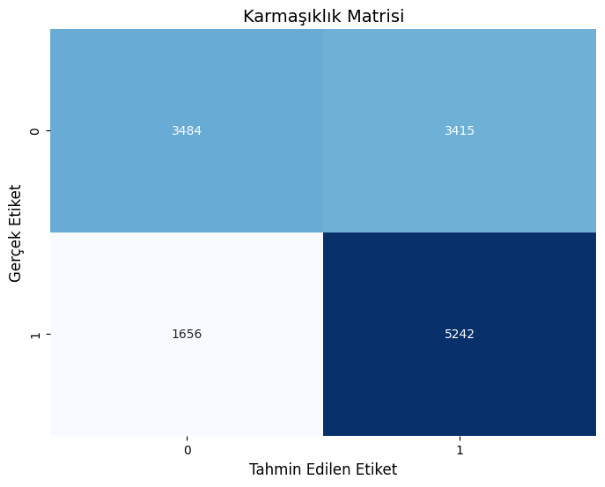 Karmaşıklık Matrisi
Gerçek Etiket
0
3484
3415
1
1656
5242
0
1
Tahmin Edilen Etiket